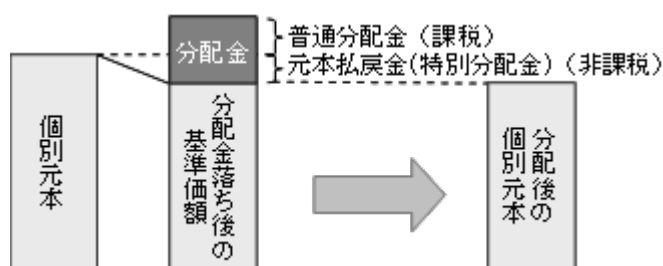 分配金
普通分配金（課税）
元本払戻金(特別分配金)（非課税）
個別元本
分配金落ち後の
基準価額
分配後の
個別元本